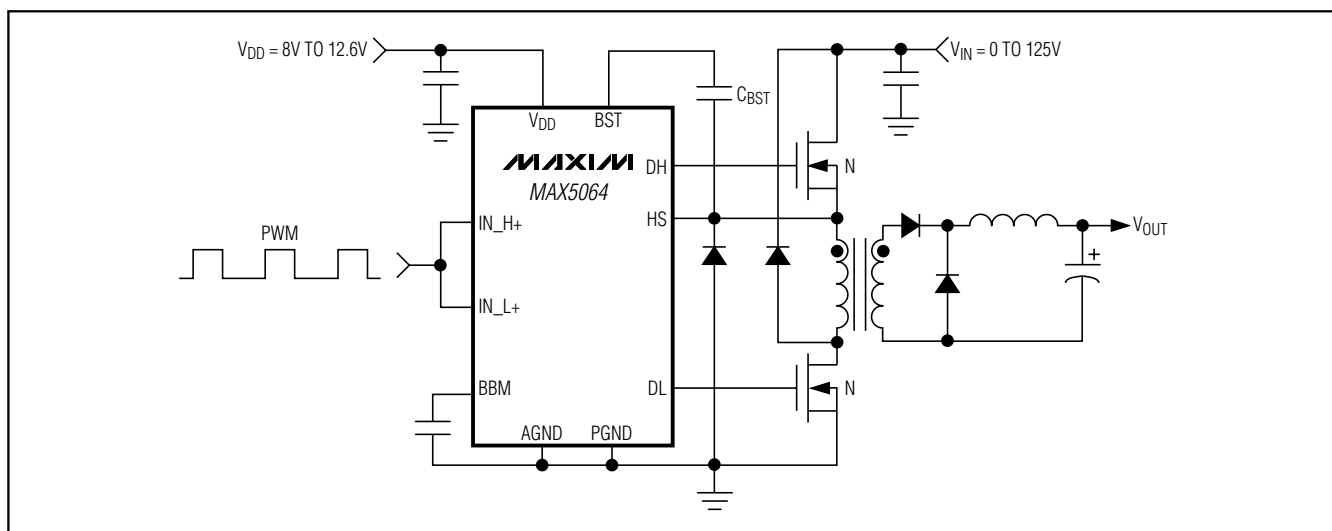 V_DD = 8V TO 12.6V
V_IN = 0 TO 125V
C_BST
V_DD BST
MAXIM
MAX5064
DH
N
HS
IN_H+
PWM
V_OUT
+
IN_L+
BBM
DL
N
AGND PGND